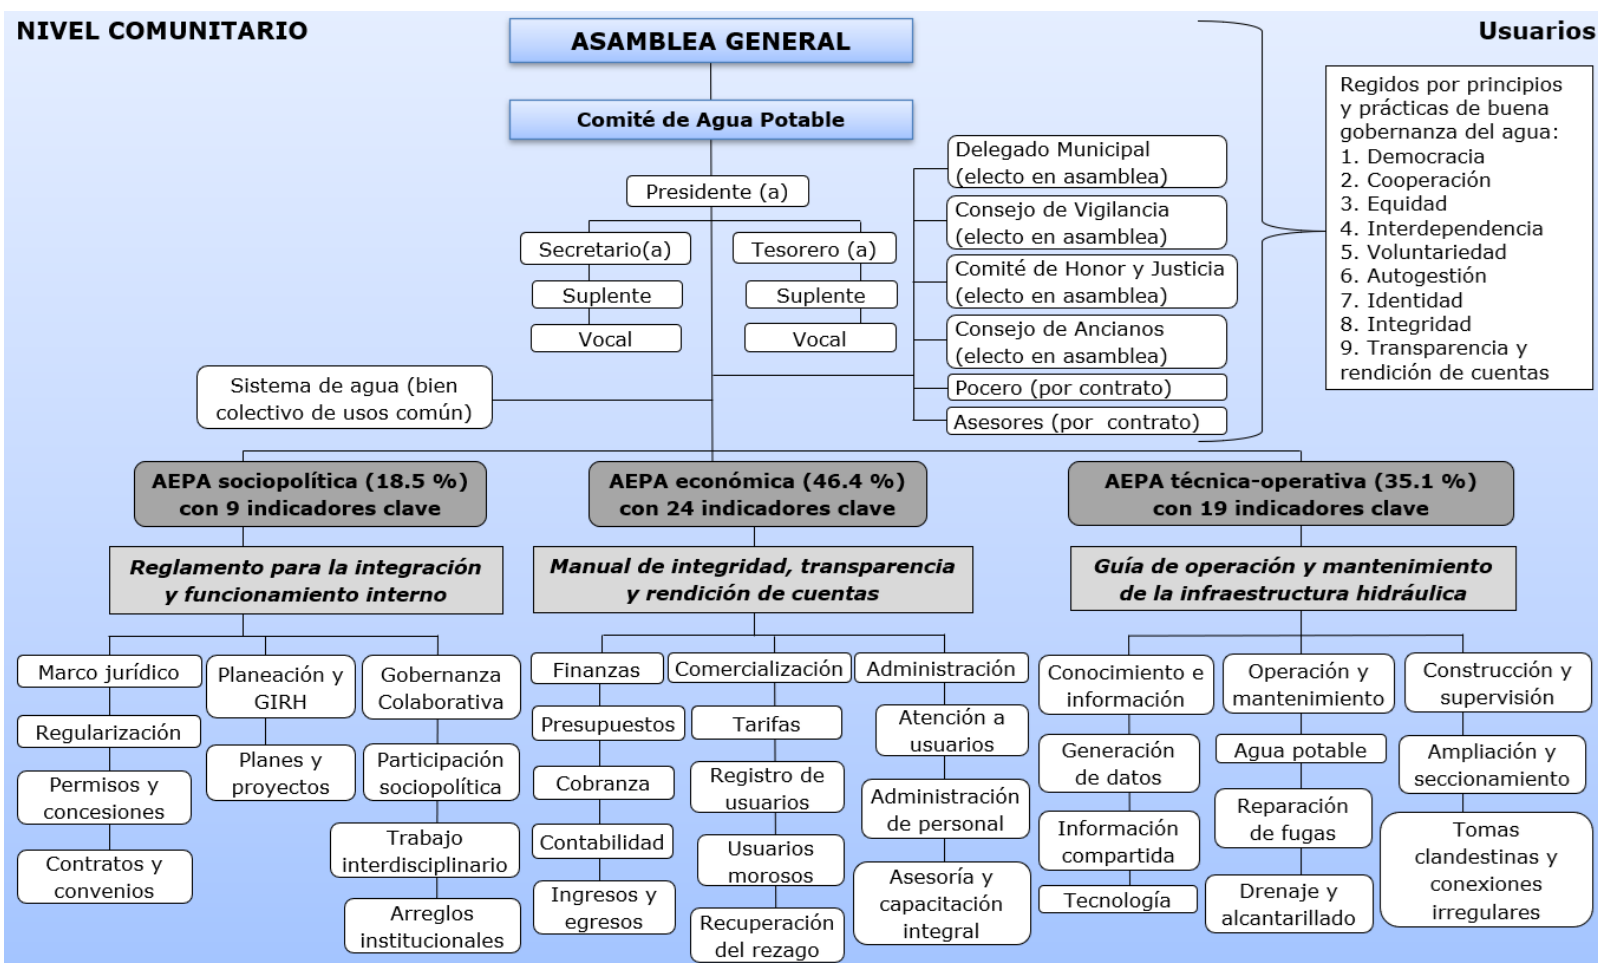 NIVEL COMUNITARIO
ASAMBLEA GENERAL
Usuarios
Comité de Agua Potable
Regidos por principios
y prácticas de buena
gobernanza del agua:
1. Democracia
2. Cooperación
3. Equidad
4. Interdependencia
5. Voluntariedad
6. Autogestión
7. Identidad
8. Integridad
9. Transparencia y
rendición de cuentas
Presidente (a)
Secretario(a)
Suplente
Vocal
Tesorero (a)
Suplente
Vocal
Delegado Municipal
(electo en asamblea)
Consejo de Vigilancia
(electo en asamblea)
Comité de Honor y Justicia
(electo en asamblea)
Consejo de Ancianos
(electo en asamblea)
Pocero (por contrato)
Asesores (por contrato)
Sistema de agua (bien
colectivo de usos común)
AEPA sociopolítica (18.5 %)
con 9 indicadores clave
Reglamento para la integración
y funcionamiento interno
Marco jurídico
Regularización
Permisos y
concesiones
Contratos y
convenios
Planeación y
GIRH
Planes y
proyectos
Gobernanza
Colaborativa
Participación
sociopolítica
Trabajo
interdisciplinario
Arreglos
institucionales
AEPA económica (46.4 %)
con 24 indicadores clave
Manual de integridad, transparencia
y rendición de cuentas
Finanzas
Presupuestos
Cobranza
Contabilidad
Ingresos y
egresos
Comercialización
Tarifas
Registro de
usuarios
Usuarios
morosos
Recuperación
del rezago
Administración
Atención a
usuarios
Administración
de personal
Asesoría y
capacitación
integral
AEPA técnica-operativa (35.1 %)
con 19 indicadores clave
Guía de operación y mantenimiento
de la infraestructura hidráulica
Conocimiento e
información
Generación
de datos
Información
compartida
Tecnología
Operación y
mantenimiento
Agua potable
Reparación
de fugas
Drenaje y
alcantarillado
Construcción y
supervisión
Ampliación y
seccionamiento
Tomas
clandestinas y
conexiones
irregulares